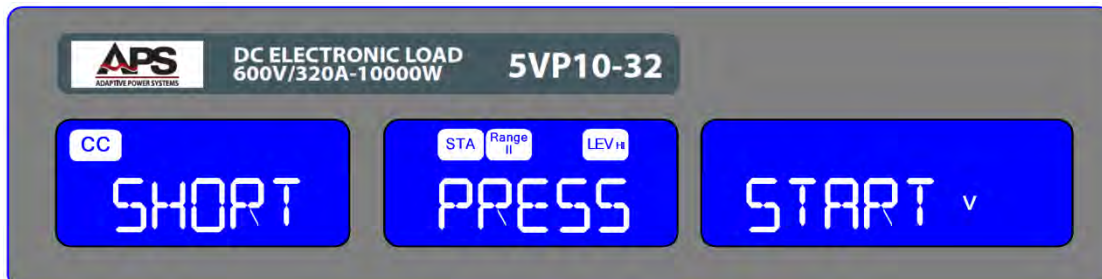 APS
ADAPTIVE POWER SYSTEMS
DC ELECTRONIC LOAD
600V/320A-10000W
5VP10-32
CC
SHORT
STA
Range
II
LEV HI
PRESS
START V